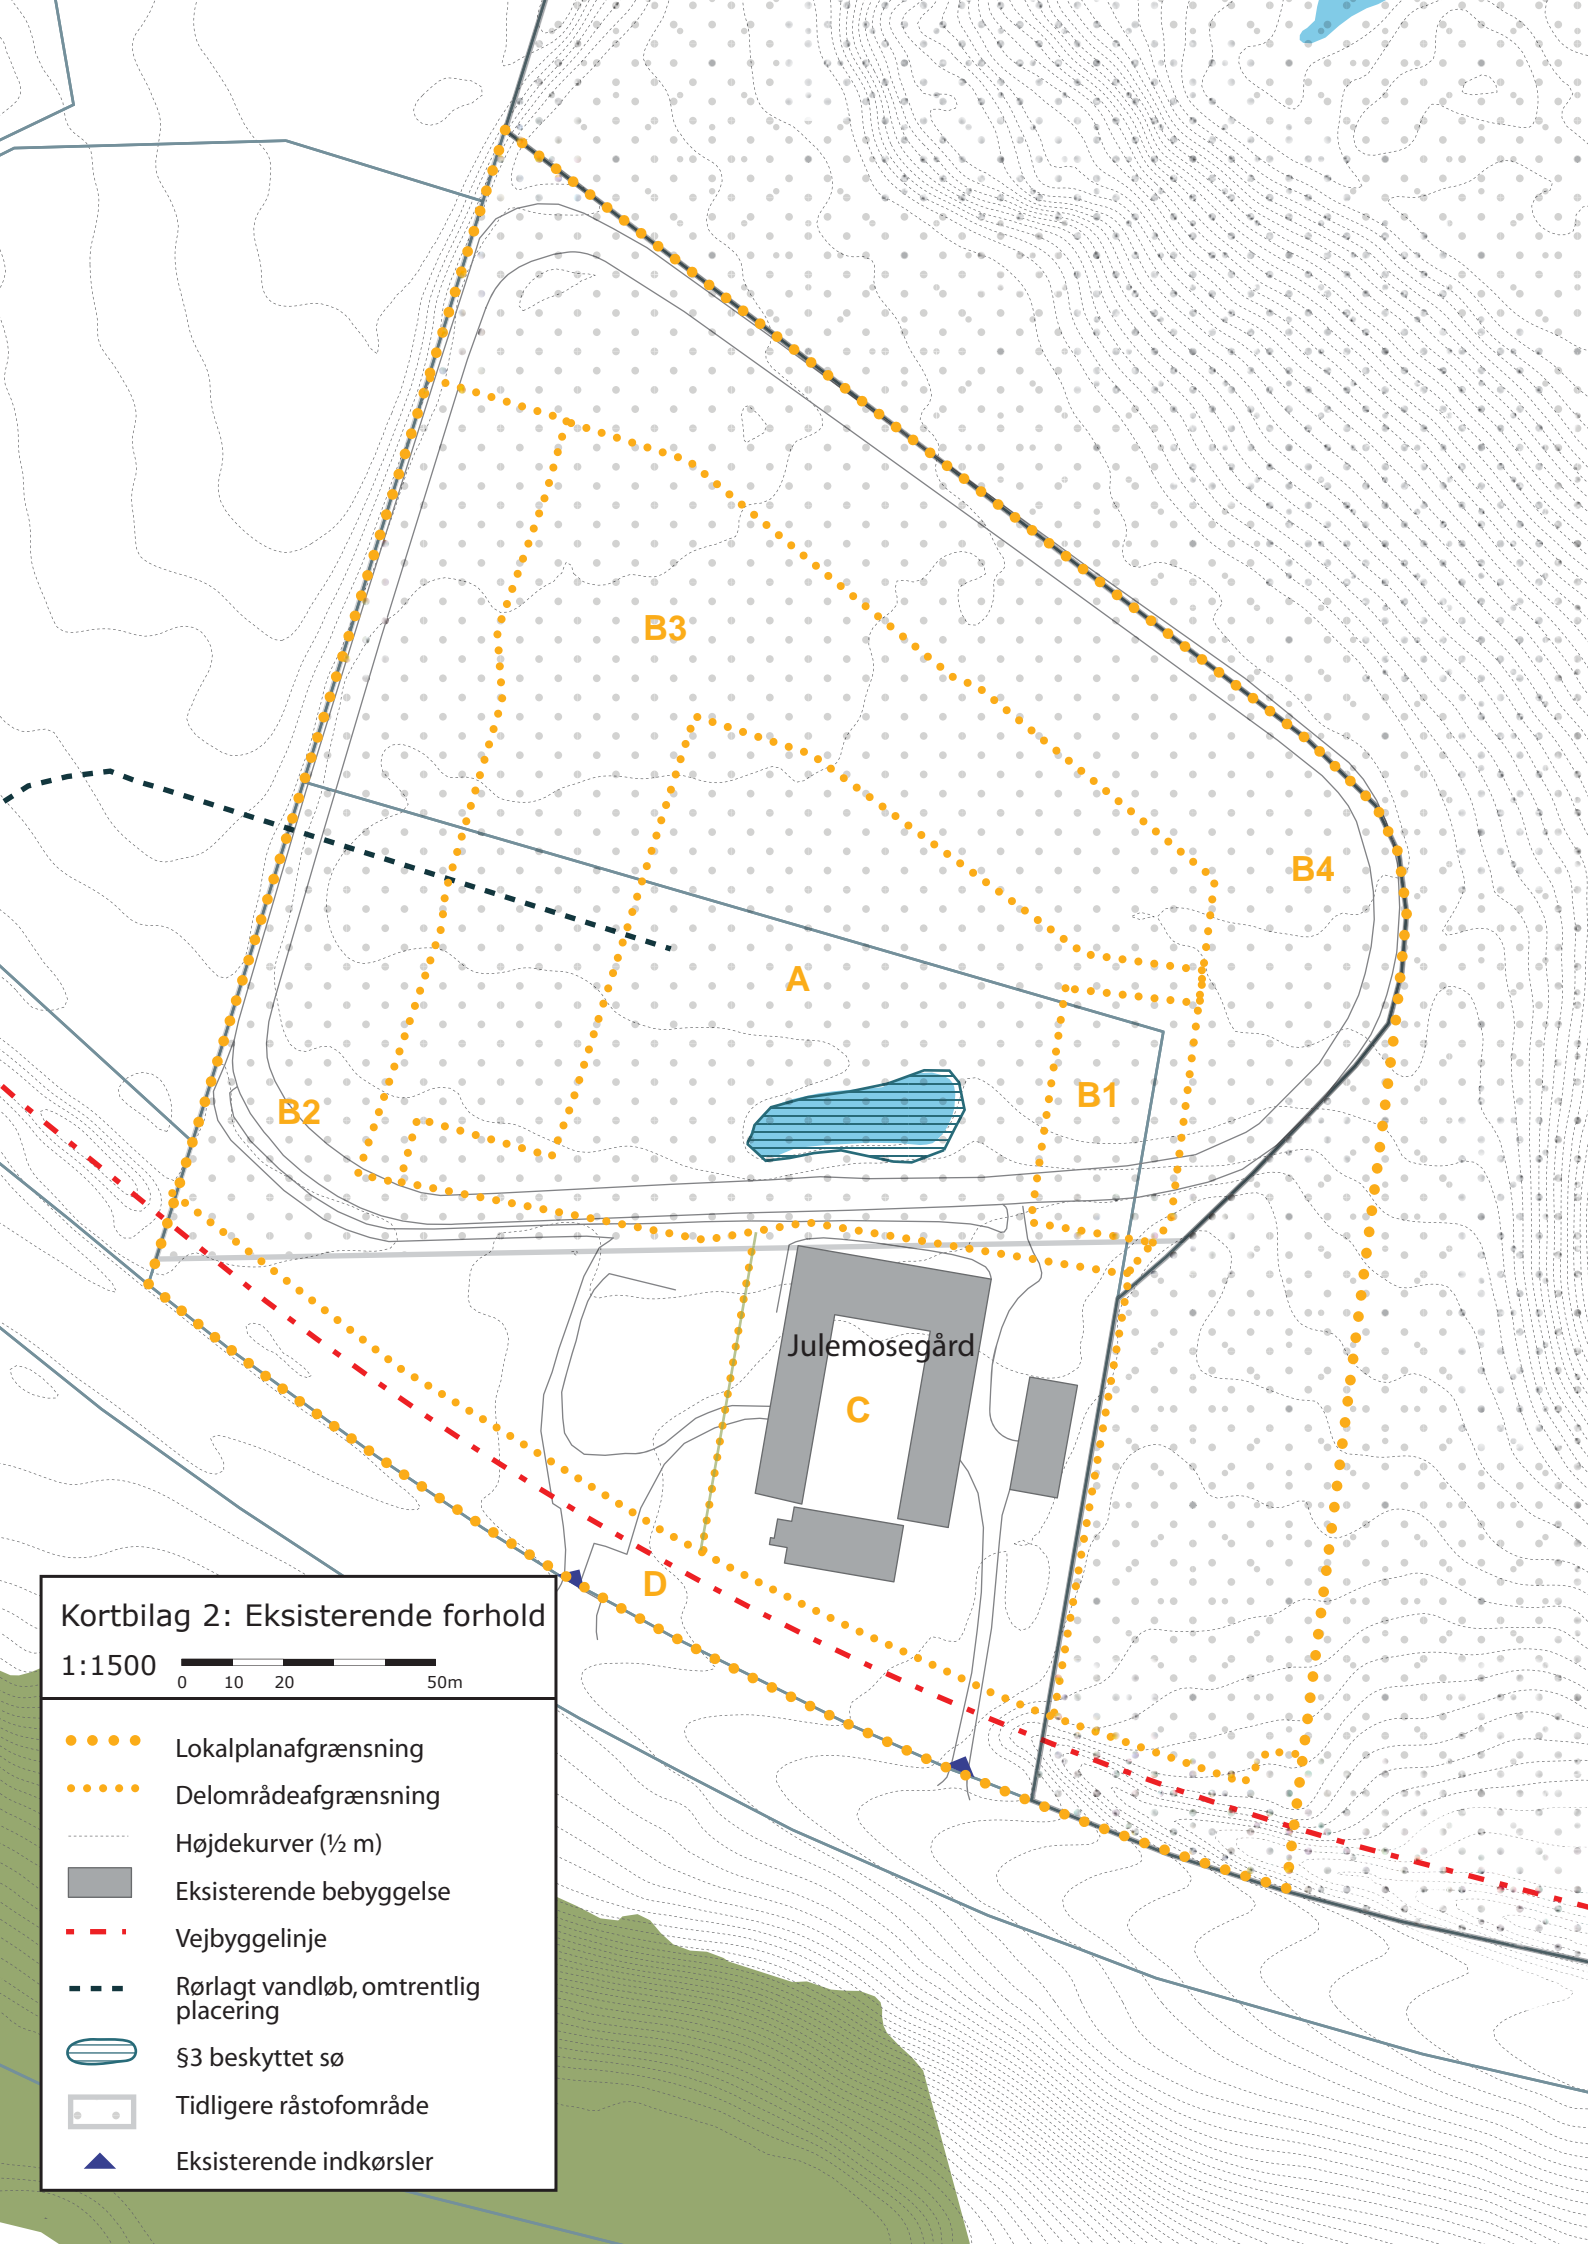 B3
B4
A
B1
B2
Julemosegård
C
D
Kortbilag 2: Eksisterende forhold
1:1500
0 10 20 50m
Lokalplanafgrænsning
Delområdeafgrænsning
Højdekurver (½ m)
Eksisterende bebyggelse
Vejbyggelinje
Rørlagt vandløb, omtrentlig
placering
§3 beskyttet sø
Tidligere råstofområde
Eksisterende indkørsler